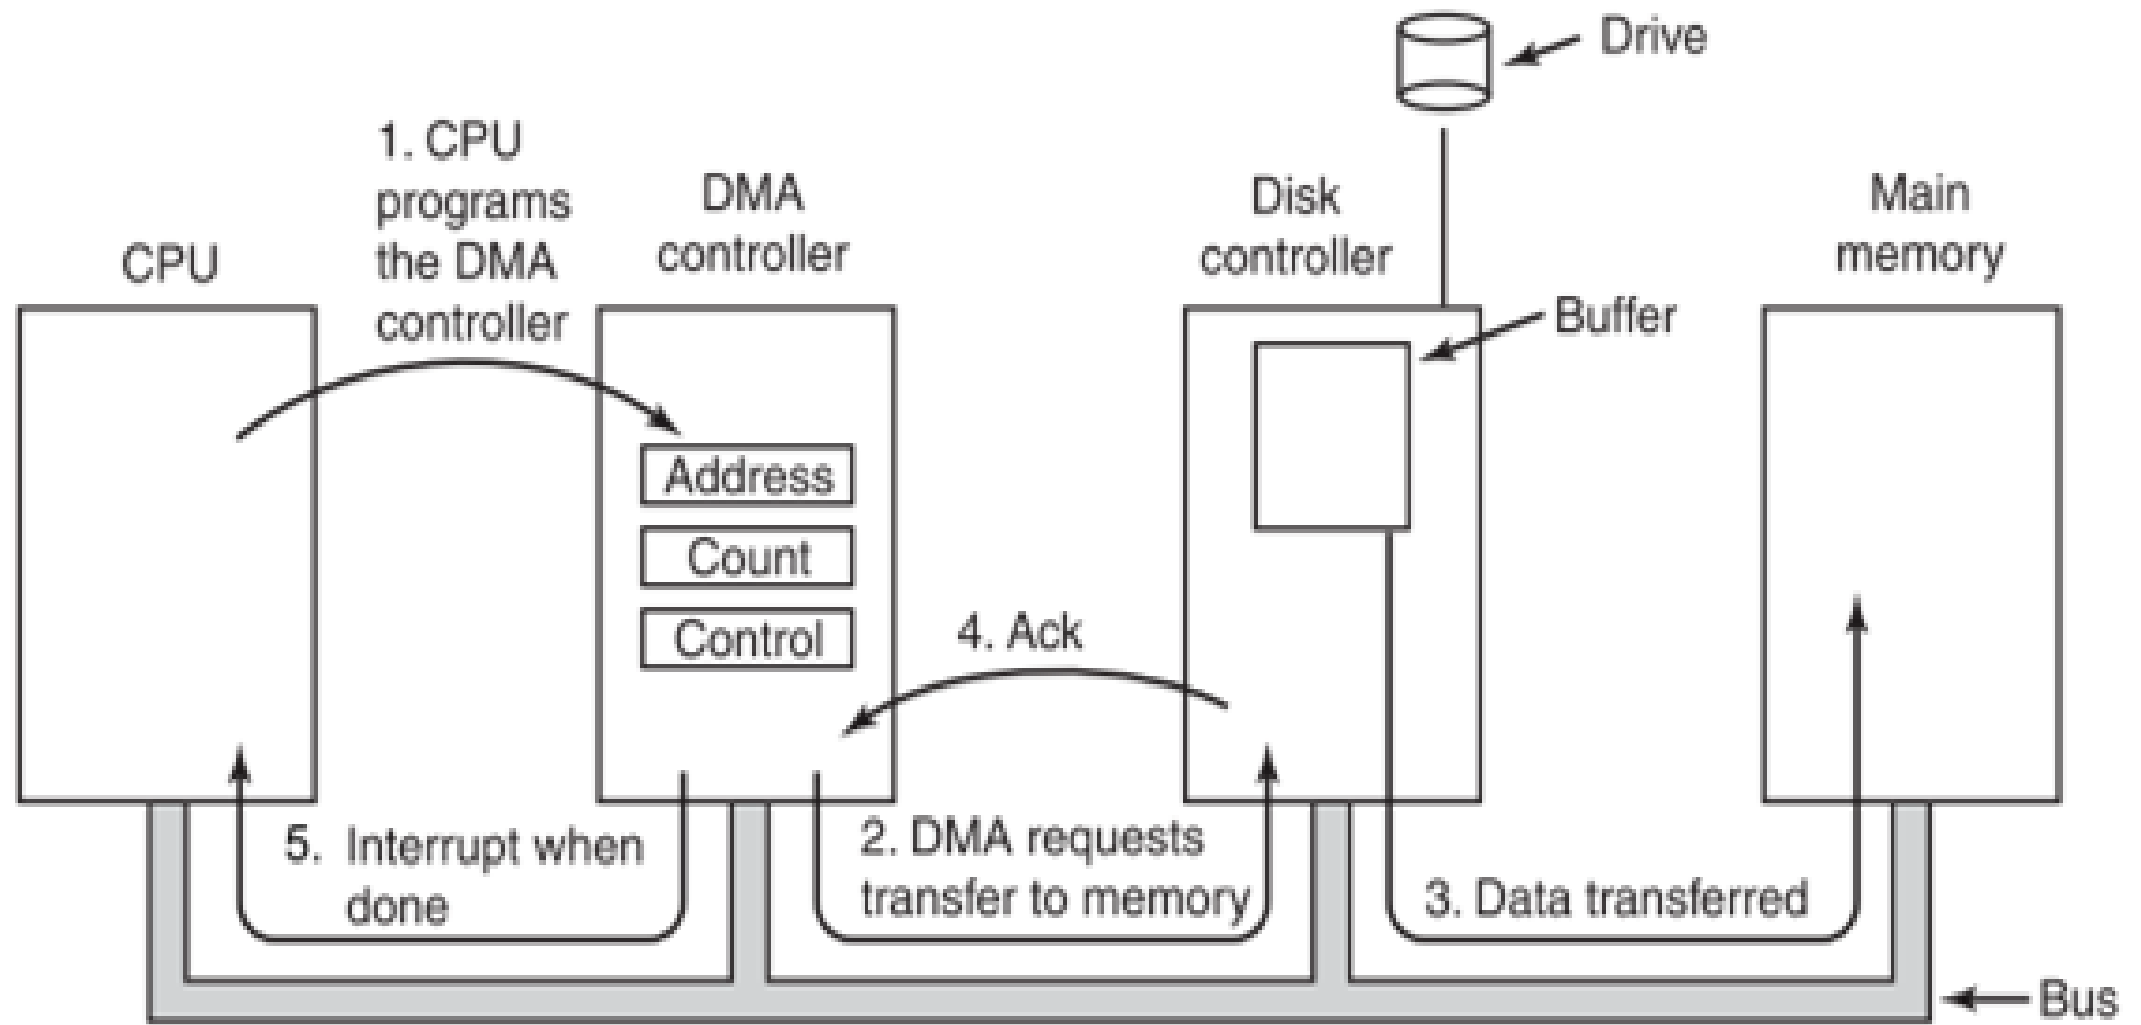 Drive
1. CPU
programs
the DMA
controller
DMA
controller
Disk
controller
Main
memory
CPU
Buffer
Address
Count
Control
4. Ack
5. Interrupt when
done
2. DMA requests
transfer to memory
3. Data transferred
Bus